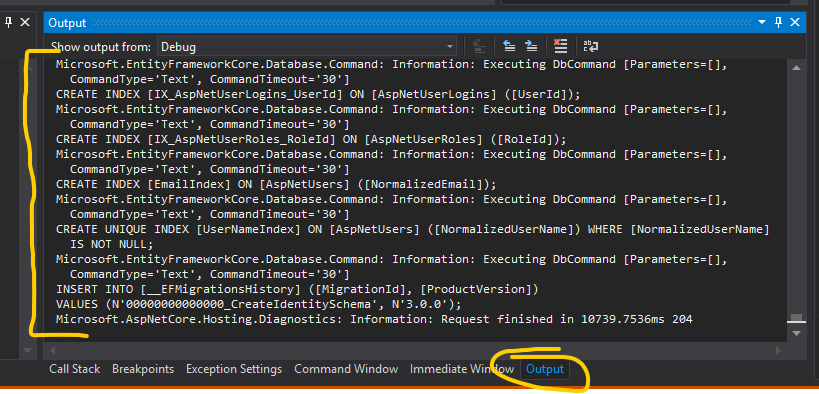 Output
Show output from: Debug
Microsoft.EntityFrameworkCore.Database.Command: Information: Executing DbCommand [Parameters=[],
CommandType='Text', CommandTimeout='30']
CREATE INDEX [IX_AspNetUserLogins_UserId] ON [AspNetUserLogins] ([UserId]);
Microsoft.EntityFrameworkCore.Database.Command: Information: Executing DbCommand [Parameters=[],
CommandType='Text', CommandTimeout='30']
CREATE INDEX [IX_AspNetUserRoles_RoleId] ON [AspNetUserRoles] ([RoleId]);
Microsoft.EntityFrameworkCore.Database.Command: Information: Executing DbCommand [Parameters=[],
CommandType='Text', CommandTimeout='30']
CREATE INDEX [EmailIndex] ON [AspNetUsers] ([NormalizedEmail]);
Microsoft.EntityFrameworkCore.Database.Command: Information: Executing DbCommand [Parameters=[],
CommandType='Text', CommandTimeout='30']
CREATE UNIQUE INDEX [UserNameIndex] ON [AspNetUsers] ([NormalizedUserName]) WHERE [NormalizedUserName]
IS NOT NULL;
Microsoft.EntityFrameworkCore.Database.Command: Information: Executing DbCommand [Parameters=[],
CommandType='Text', CommandTimeout='30']
INSERT INTO [__EFMigrationsHistory] ([MigrationId], [ProductVersion])
VALUES (N'00000000000000_CreateIdentitySchema', N'3.0.0');
Microsoft.AspNetCore.Hosting.Diagnostics: Information: Request finished in 10739.7536ms 204
Call Stack Breakpoints Exception Settings Command Window Immediate Window Output